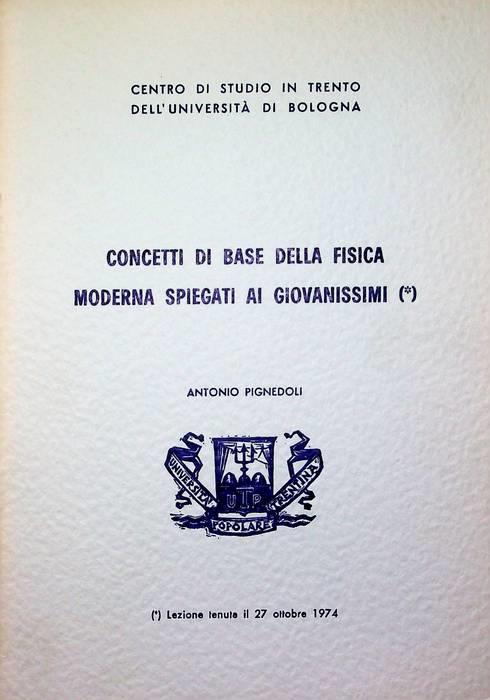 CENTRO DI STUDIO IN TRENTO
DELL'UNIVERSITÀ DI BOLOGNA
CONCETTI DI BASE DELLA FISICA
MODERNA SPIEGATI AI GIOVANISSIMI (*)
ANTONIO PIGNEDOLI
UNIVERSITÀ
UTP
TRENTINA
POPOLARE
(*) Lezione tenuta il 27 ottobre 1974